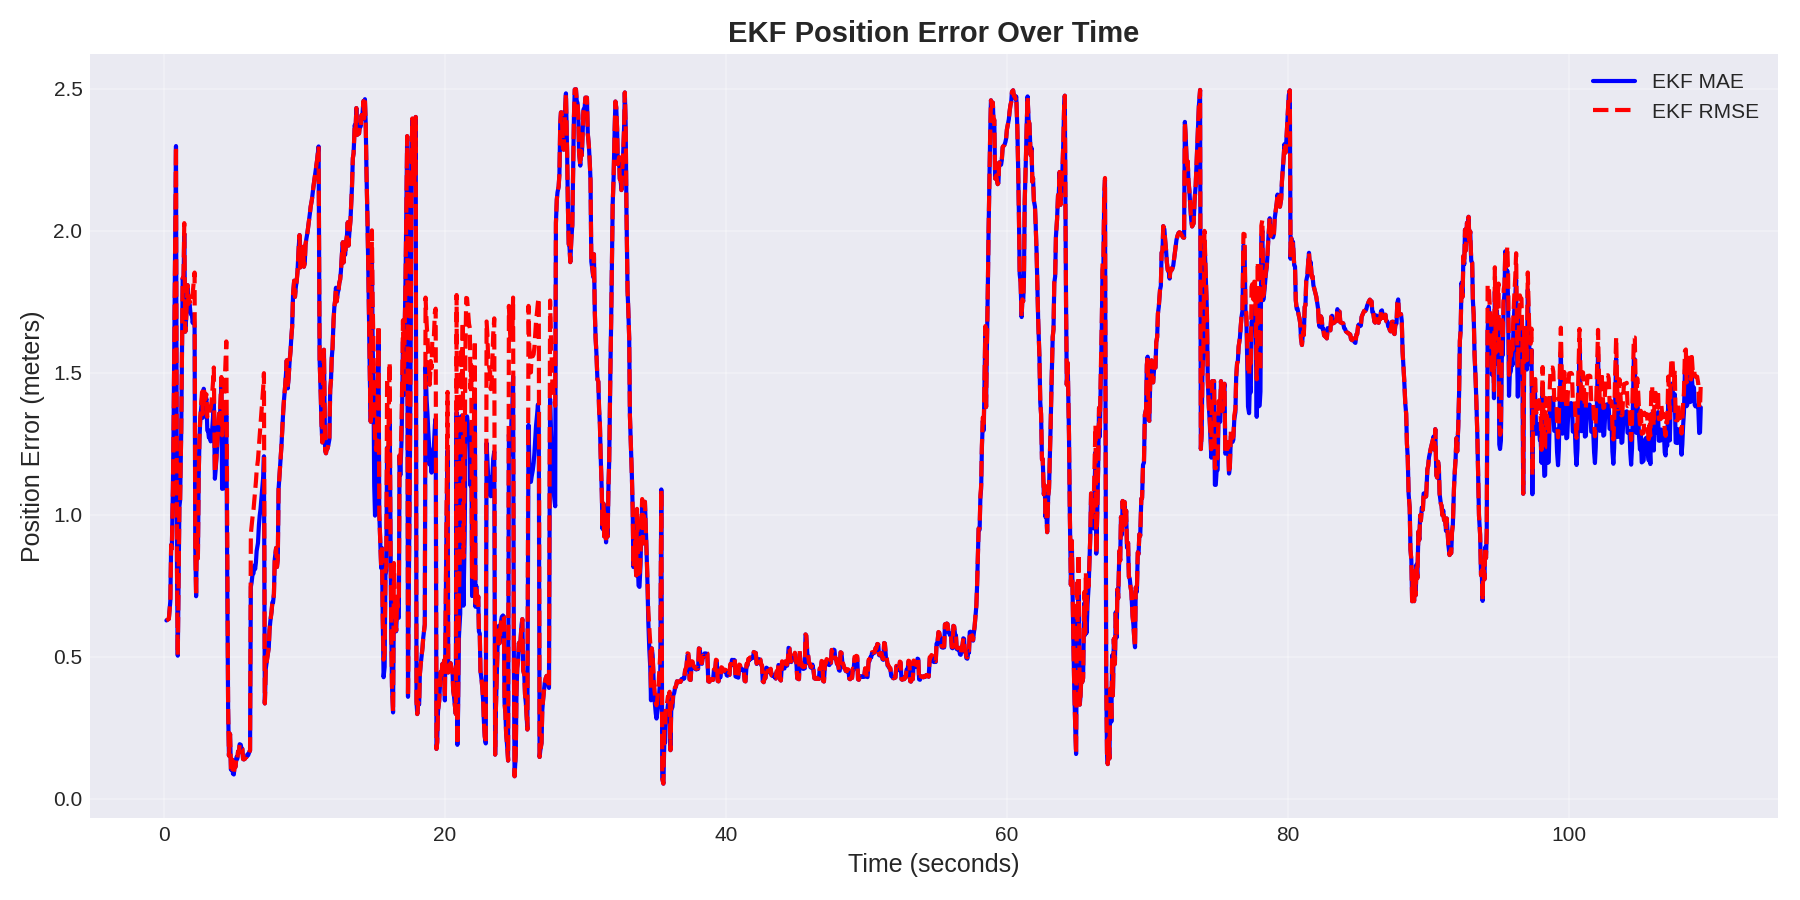 EKF Position Error Over Time
EKF MAE
EKF RMSE
Position Error (meters)
2.5
2.0
1.5
1.0
0.5
0.0
0 20 40 60 80 100
Time (seconds)